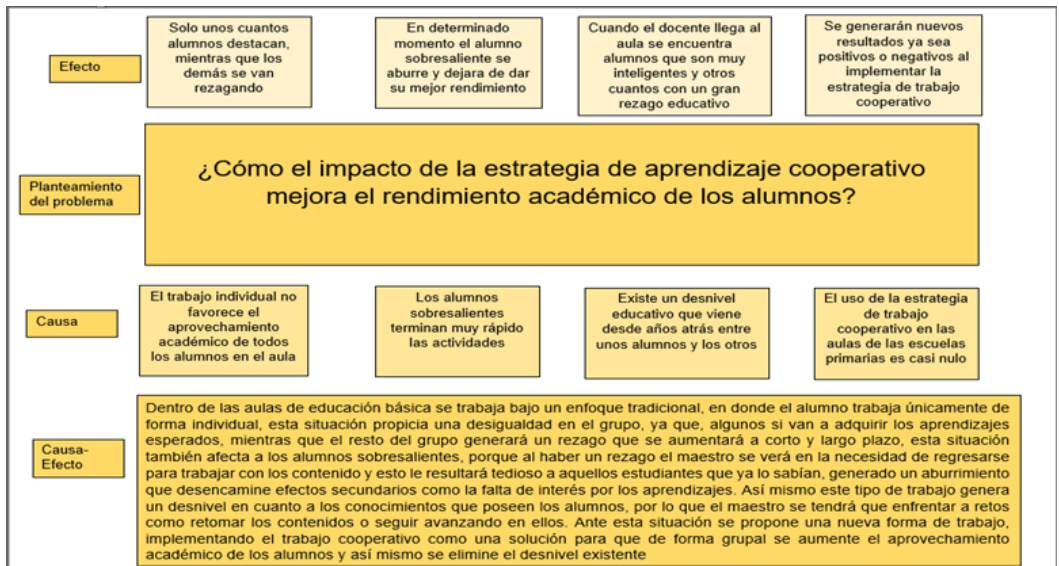 Efecto
Solo unos cuantos
alumnos destacan,
mientras que los
demás se van
rezagando
En determinado
momento el alumno
sobresaliente se
aburre y dejara de dar
su mejor rendimiento
Cuando el docente llega al
aula se encuentra
alumnos que son muy
inteligentes y otros
cuantos con un gran
rezago educativo
Se generarán nuevos
resultados ya sea
positivos o negativos al
implementar la
estrategia de trabajo
cooperativo
Planteamiento
del problema
¿Cómo el impacto de la estrategia de aprendizaje cooperativo
mejora el rendimiento académico de los alumnos?
Causa
El trabajo individual no
favorece el
aprovechamiento
académico de todos
los alumnos en el aula
Los alumnos
sobresalientes
terminan muy rápido
las actividades
Existe un desnivel
educativo que viene
desde años atrás entre
unos alumnos y los otros
El uso de la estrategia
de trabajo
cooperativo en las
aulas de las escuelas
primarias es casi nulo
Causa-
Efecto
Dentro de las aulas de educación básica se trabaja bajo un enfoque tradicional, en donde el alumno trabaja únicamente de
forma individual, esta situación propicia una desigualdad en el grupo, ya que, algunos si van a adquirir los aprendizajes
esperados, mientras que el resto del grupo generará un rezago que se aumentará a corto y largo plazo, esta situación
también afecta a los alumnos sobresalientes, porque al haber un rezago el maestro se verá en la necesidad de regresarse
para trabajar con los contenido y esto le resultará tedioso a aquellos estudiantes que ya lo sabían, generado un aburrimiento
que desencamine efectos secundarios como la falta de interés por los aprendizajes. Así mismo este tipo de trabajo genera
un desnivel en cuanto a los conocimientos que poseen los alumnos, por lo que el maestro se tendrá que enfrentar a retos
como retomar los contenidos o seguir avanzando en ellos. Ante esta situación se propone una nueva forma de trabajo,
implementando el trabajo cooperativo como una solución para que de forma grupal se aumente el aprovechamiento
académico de los alumnos y así mismo se elimine el desnivel existente